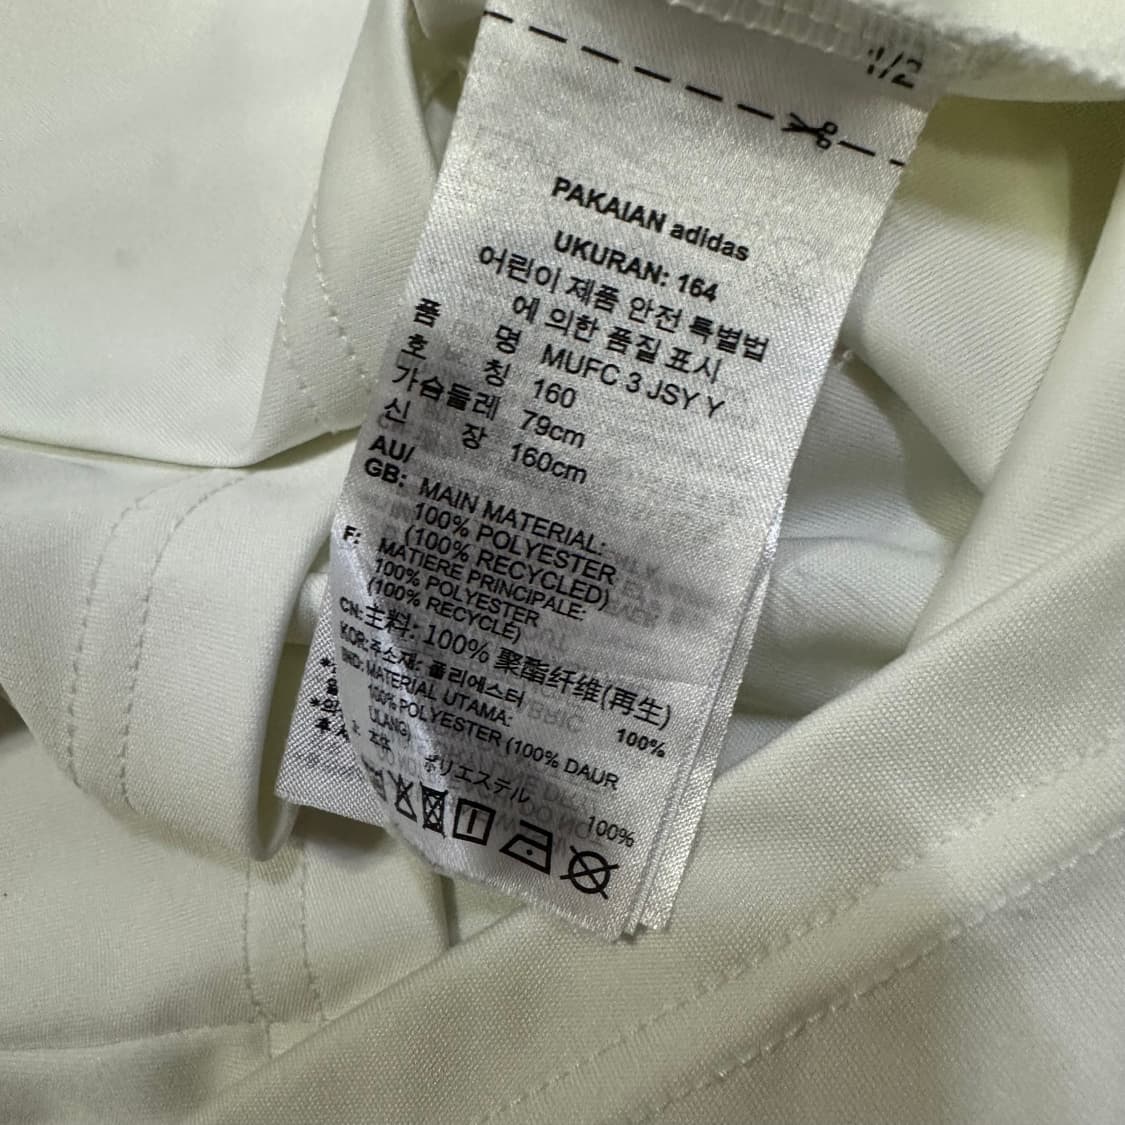 1/2
PAKAIAN adidas
UKURAN: 164
어린이 제품 안전 특별법
에 의한 품질 표시
품 명 MUFC 3 JSY Y
호 칭 160
가슴둘레 79cm
신 장 160cm
AU/
GB: MAIN MATERIAL:
100% POLYESTER
(100% RECYCLED)
F: MATIERE PRINCIPALE:
100% POLYESTER
(100% RECYCLÉ)
CN: 主料: 100% 聚酯纤维(再生)
KOR: 주소재: 폴리에스터 100%
IND: MATERIAL UTAMA:
100% POLYESTER (100% DAUR
ULANG)
J: 本体
ポリエステル 100%